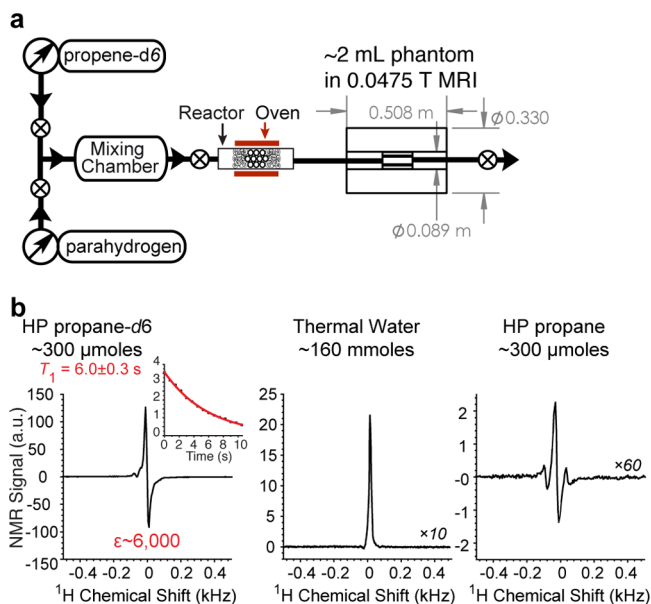 a
propene-d6
~2 mL phantom
in 0.0475 T MRI
Reactor Oven
0.508 m
ϕ0.330
Mixing
Chamber
ϕ0.089 m
parahydrogen
b
HP propane-d6
~300 µmoles
T1 = 6.0±0.3 s
4
3
2
1
0
0 2 4 6 8 10
Time (s)
NMR Signal (a.u.)
150
100
50
0
-50
-100
-150
ε~6,000
-0.4 -0.2 0 0.2 0.4
1H Chemical Shift (kHz)
Thermal Water
~160 mmoles
25
20
15
10
5
0
×10
-0.4 -0.2 0 0.2 0.4
1H Chemical Shift (kHz)
HP propane
~300 µmoles
2
1
-0
-1
-2
×60
-0.4 -0.2 0 0.2 0.4
1H Chemical Shift (kHz)